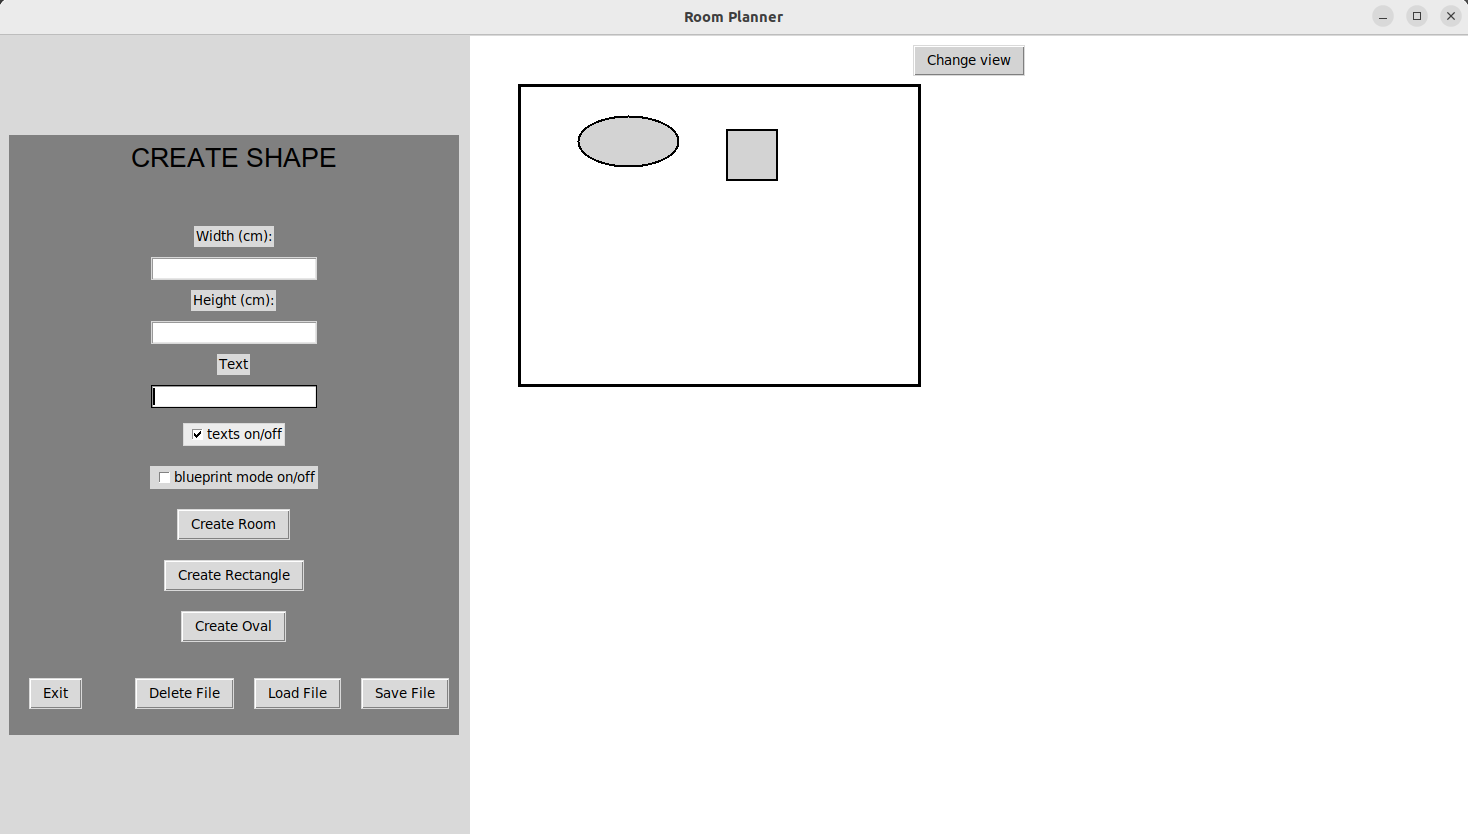 Room Planner
Change view
CREATE SHAPE
Width (cm):
Height (cm):
Text
texts on/off
blueprint mode on/off
Create Room
Create Rectangle
Create Oval
Exit
Delete File
Load File
Save File